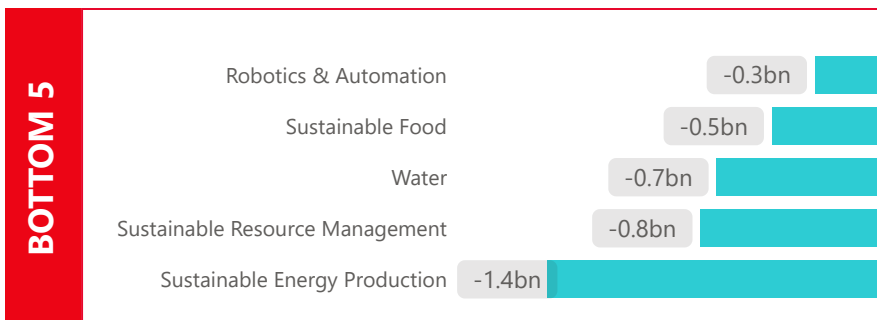 BOTTOM 5
Robotics & Automation -0.3bn
Sustainable Food -0.5bn
Water -0.7bn
Sustainable Resource Management -0.8bn
Sustainable Energy Production -1.4bn